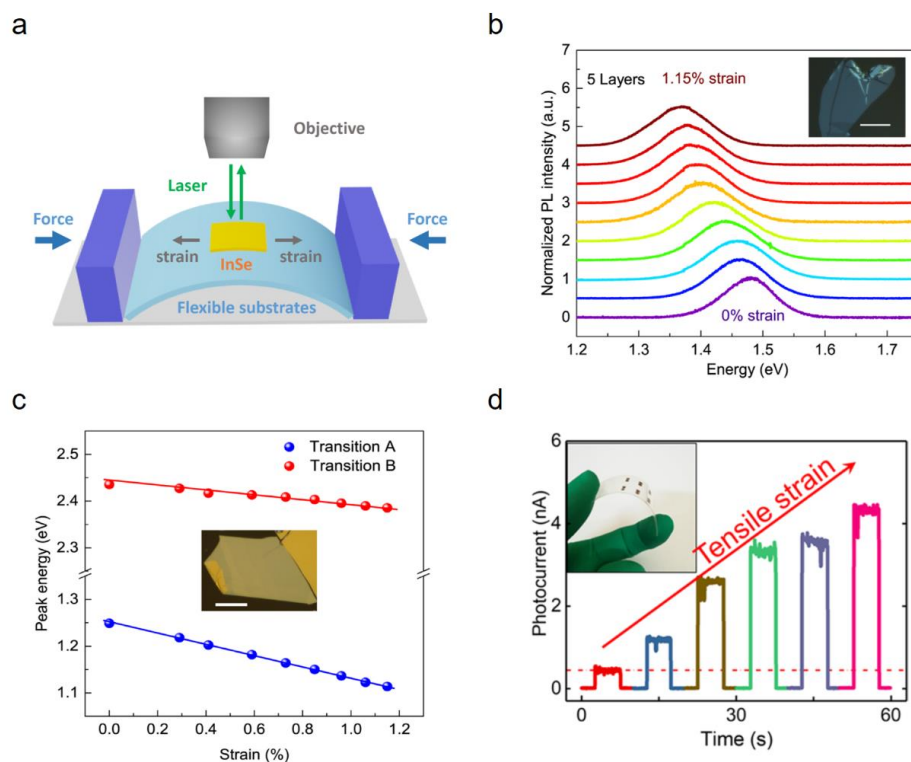 a
Objective
Laser
Force
Force
strain
strain
InSe
Flexible substrates
b
7
6
5
4
3
2
1
0
Normalized PL intensity (a.u.)
5 Layers
1.15% strain
0% strain
1.2
1.3
1.4
1.5
1.6
1.7
Energy (eV)
c
2.5
2.4
2.3
1.3
1.2
1.1
Peak energy (eV)
Transition A
Transition B
0.0
0.2
0.4
0.6
0.8
1.0
1.2
Strain (%)
d
6
4
2
0
Photocurrent (nA)
Tensile strain
0
30
60
Time (s)